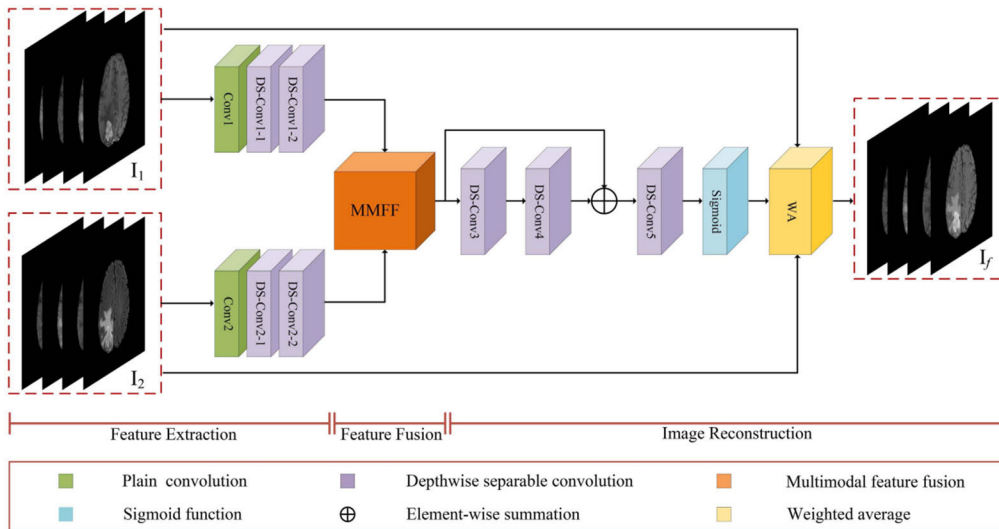 I1
Conv1
DS-Conv1-1
DS-Conv1-2
MMFF
DS-Conv3
DS-Conv4
DS-Conv5
Sigmoid
WA
If
Conv2
DS-Conv2-1
DS-Conv2-2
I2
Feature Extraction
Feature Fusion
Image Reconstruction
Plain convolution
Depthwise separable convolution
Multimodal feature fusion
Sigmoid function
Element-wise summation
Weighted average